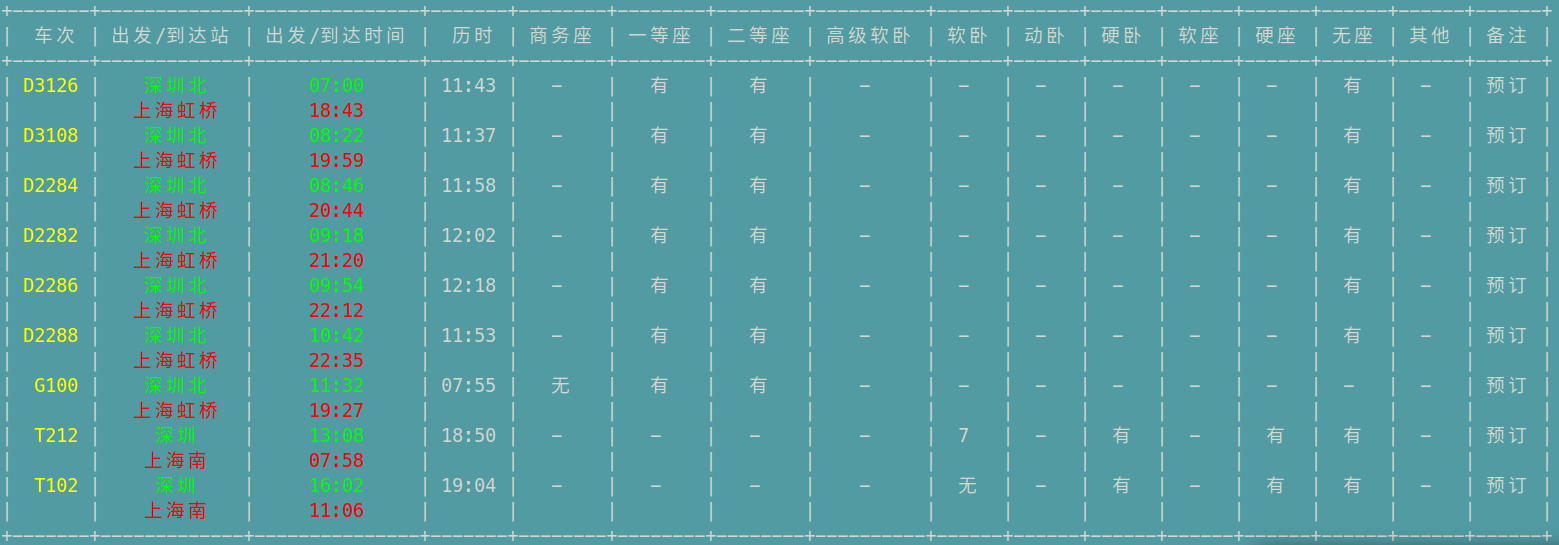 车次 | 出发/到达站 | 出发/到达时间 | 历时 | 商务座 | 一等座 | 二等座 | 高级软卧 | 软卧 | 动卧 | 硬卧 | 软座 | 硬座 | 无座 | 其他 | 备注
D3126 | 深圳北 | 07:00 | 11:43 | - | 有 | 有 | - | - | - | - | - | - | 有 | - | 预订
上海虹桥 | 18:43
D3108 | 深圳北 | 08:22 | 11:37 | - | 有 | 有 | - | - | - | - | - | - | 有 | - | 预订
上海虹桥 | 19:59
D2284 | 深圳北 | 08:46 | 11:58 | - | 有 | 有 | - | - | - | - | - | - | 有 | - | 预订
上海虹桥 | 20:44
D2282 | 深圳北 | 09:18 | 12:02 | - | 有 | 有 | - | - | - | - | - | - | 有 | - | 预订
上海虹桥 | 21:20
D2286 | 深圳北 | 09:54 | 12:18 | - | 有 | 有 | - | - | - | - | - | - | 有 | - | 预订
上海虹桥 | 22:12
D2288 | 深圳北 | 10:42 | 11:53 | - | 有 | 有 | - | - | - | - | - | - | 有 | - | 预订
上海虹桥 | 22:35
G100 | 深圳北 | 11:32 | 07:55 | 无 | 有 | 有 | - | - | - | - | - | - | - | - | 预订
上海虹桥 | 19:27
T212 | 深圳 | 13:08 | 18:50 | - | - | - | - | 7 | - | 有 | - | 有 | 有 | - | 预订
上海南 | 07:58
T102 | 深圳 | 16:02 | 19:04 | - | - | - | - | 无 | - | 有 | - | 有 | 有 | - | 预订
上海南 | 11:06